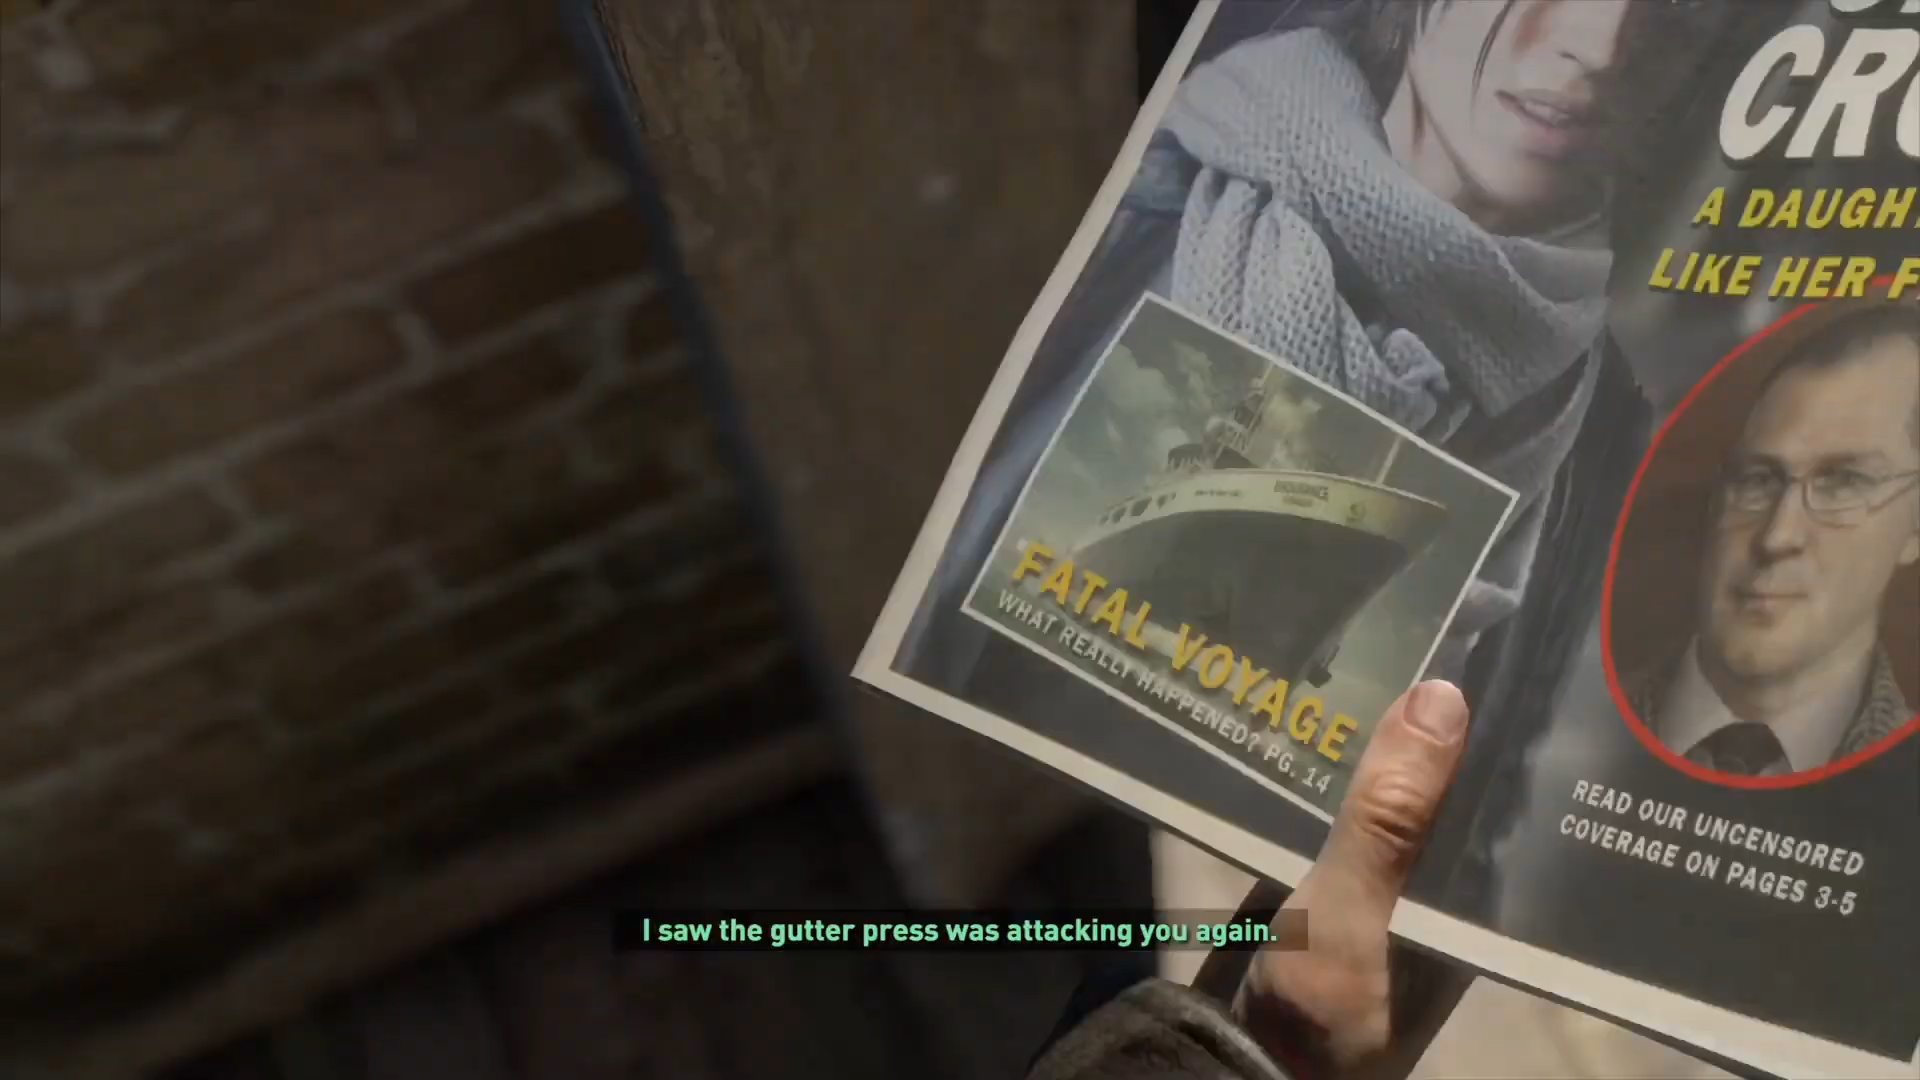 CR
A DAUGH
LIKE HER F
FATAL VOYAGE
WHAT REALLY HAPPENED? PG. 14
READ OUR UNCENSORED
COVERAGE ON PAGES 3-5
I saw the gutter press was attacking you again.